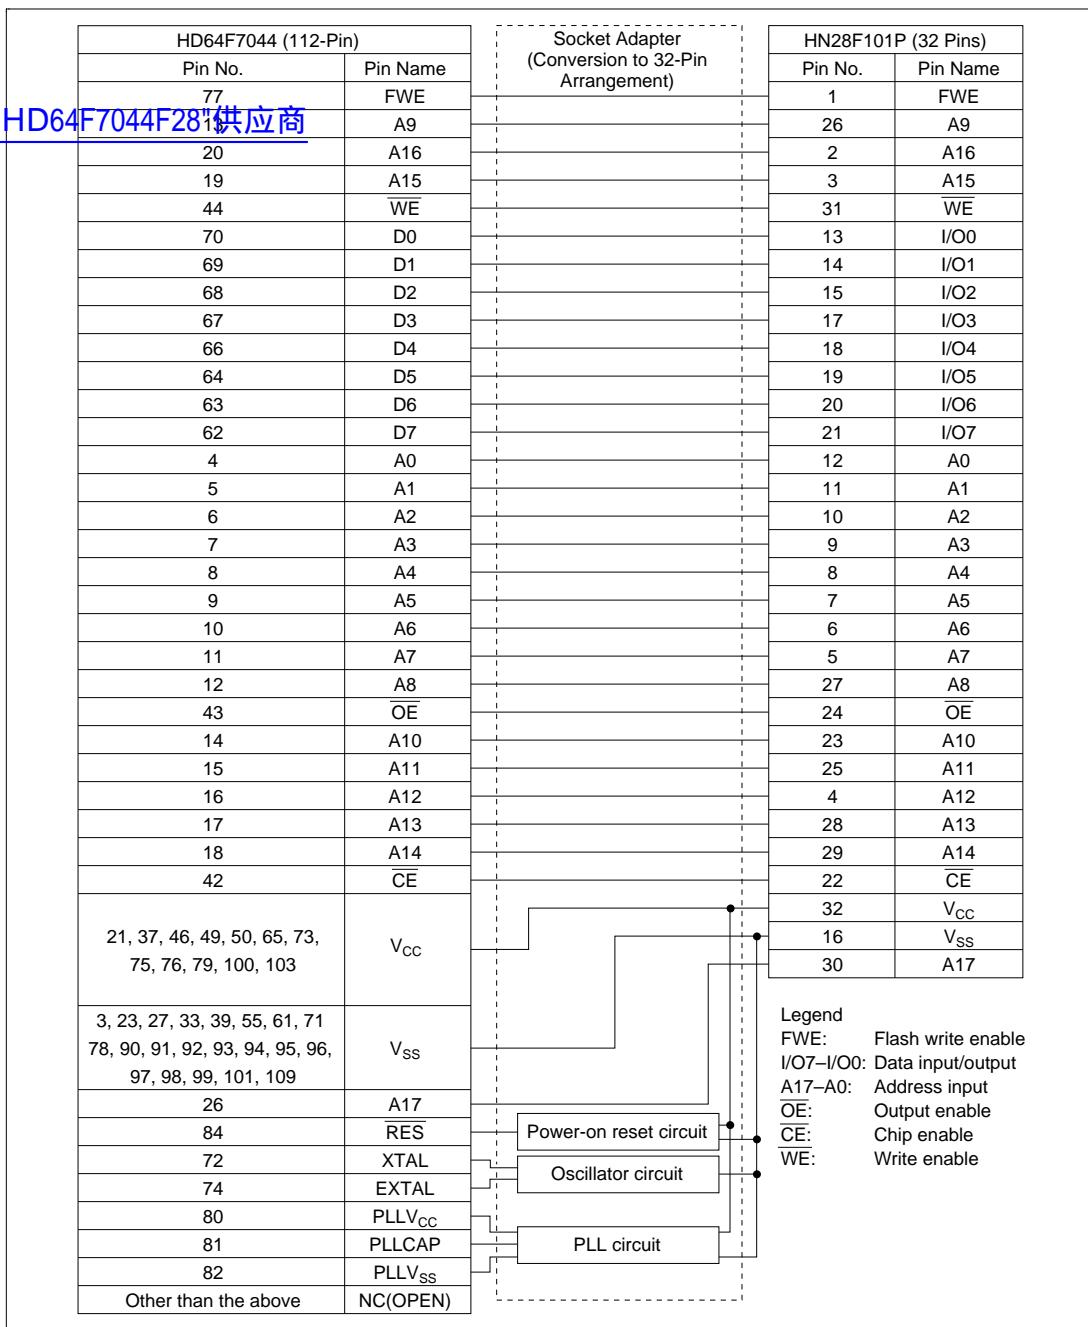 HD64F7044 (112-Pin) Socket Adapter (Conversion to 32-Pin Arrangement) HN28F101P (32 Pins)
Pin No. Pin Name Pin No. Pin Name
77 FWE 1 FWE
HD64F7044F28"供应商
13 A9 26 A9
20 A16 2 A16
19 A15 3 A15
44 WE 31 WE
70 D0 13 I/O0
69 D1 14 I/O1
68 D2 15 I/O2
67 D3 17 I/O3
66 D4 18 I/O4
64 D5 19 I/O5
63 D6 20 I/O6
62 D7 21 I/O7
4 A0 12 A0
5 A1 11 A1
6 A2 10 A2
7 A3 9 A3
8 A4 8 A4
9 A5 7 A5
10 A6 6 A6
11 A7 5 A7
12 A8 27 A8
43 OE 24 OE
14 A10 23 A10
15 A11 25 A11
16 A12 4 A12
17 A13 28 A13
18 A14 29 A14
42 CE 22 CE
32 VCC
21, 37, 46, 49, 50, 65, 73,
75, 76, 79, 100, 103 VCC
16 VSS
30 A17
3, 23, 27, 33, 39, 55, 61, 71
78, 90, 91, 92, 93, 94, 95, 96,
97, 98, 99, 101, 109 VSS
26 A17
84 RES Power-on reset circuit
72 XTAL
74 EXTAL Oscillator circuit
80 PLLVCC
81 PLLCAP PLL circuit
82 PLLVSS
Other than the above NC(OPEN)
Legend
FWE: Flash write enable
I/O7–I/O0: Data input/output
A17–A0: Address input
OE: Output enable
CE: Chip enable
WE: Write enable